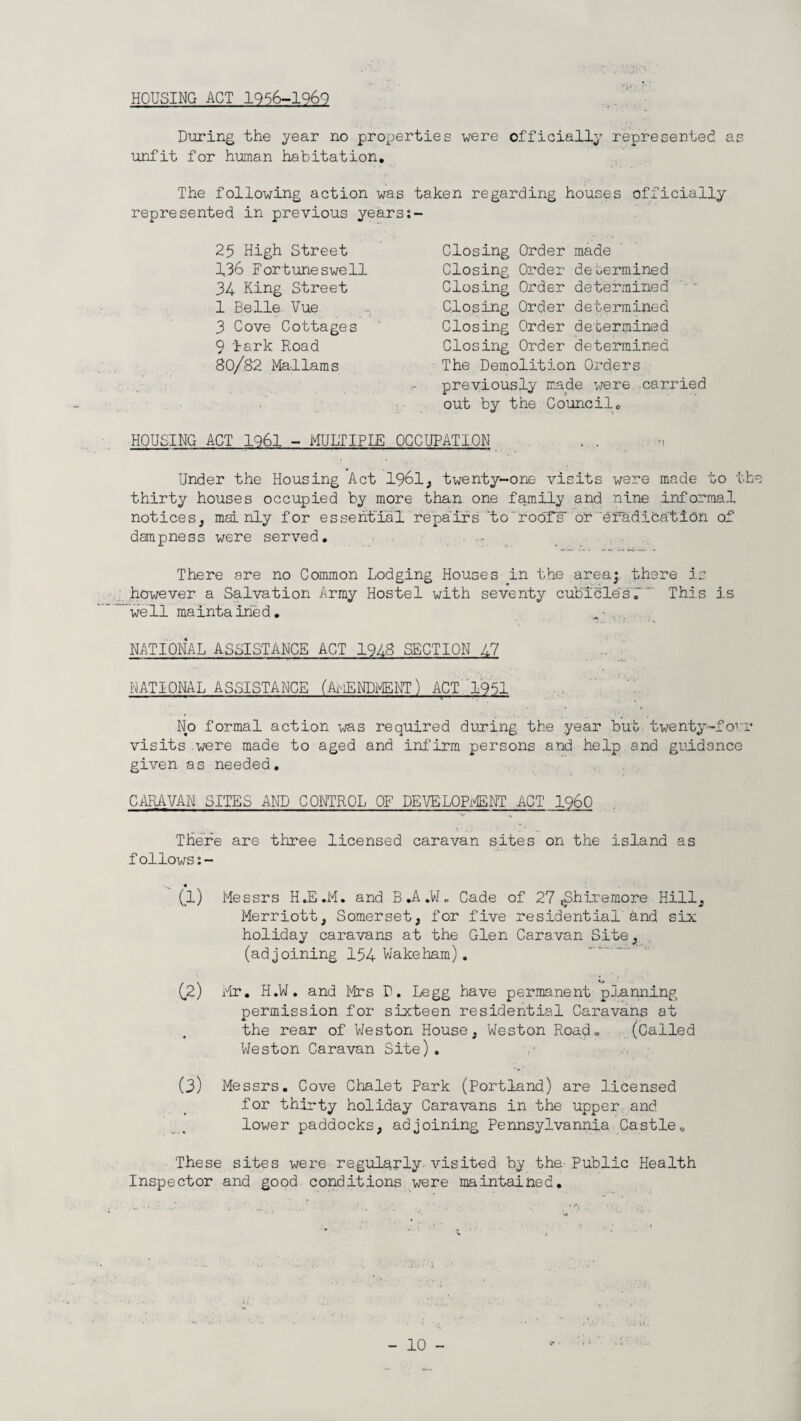 HOUSING ACT 1956-1969
During the year no properties were officially represented as
unfit for human habitation.
The following action was taken regarding houses officially
represented in previous years:-
25 High Street Closing Order made
136 Fortuneswell Closing Order determined
34 King Street Closing Order determined
1 Belle Vue Closing Order determined
3 Cove Cottages Closing Order determined
9 Park Road Closing Order determined
80/82 Mallams The Demolition Orders
previously made were carried
out by the Council.
HOUSING ACT 1961 - MULTIPLE OCCUPATION
Under the Housing Act 1961, twenty-one visits were made to the
thirty houses occupied by more than one family and nine informal
notices, mainly for essential repairs to roofs or eradication of
dampness were served.
There are no Common Lodging Houses in the area; there is
however a Salvation Army Hostel with seventy cubicles. This is
well maintained.
NATIONAL ASSISTANCE ACT 1948 SECTION 47
NATIONAL ASSISTANCE (AMENDMENT) ACT 1951
No formal action was required during the year but twenty-four
visits were made to aged and infirm persons and help and guidance
given as needed.
CARAVAN SITES AND CONTROL OF DEVELOPMENT ACT 1960
There are three licensed caravan sites on the island as
follows:-
(1) Messrs H.E.M. and B.A.W. Cade of 27 Shiremore Hill,
Merriott, Somerset, for five residential and six
holiday caravans at the Glen Caravan Site,
(adjoining 154 Wakeham).
(2) Mr. H.W. and Mrs D. Legg have permanent planning
permission for sixteen residential Caravans at
the rear of Weston House, Weston Road. (Called
Weston Caravan Site).
(3) Messrs. Cove Chalet Park (Portland) are licensed
for thirty holiday Caravans in the upper and
lower paddocks, adjoining Pennsylvannia Castle.
These sites were regularly visited by the Public Health
Inspector and good conditions were maintained.
- 10 -